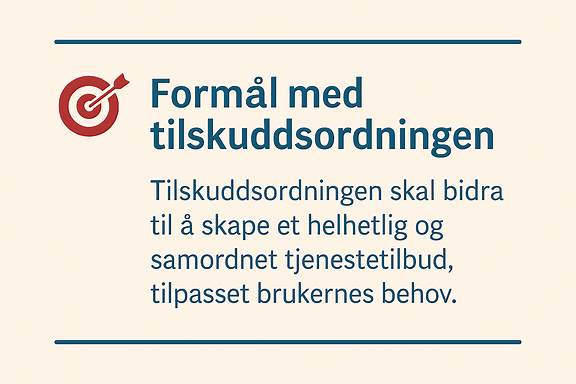 Formål med
tilskuddsordningen
Tilskuddsordningen skal bidra
til å skape et helhetlig og
samordnet tjenestetilbud,
tilpasset brukernes behov.